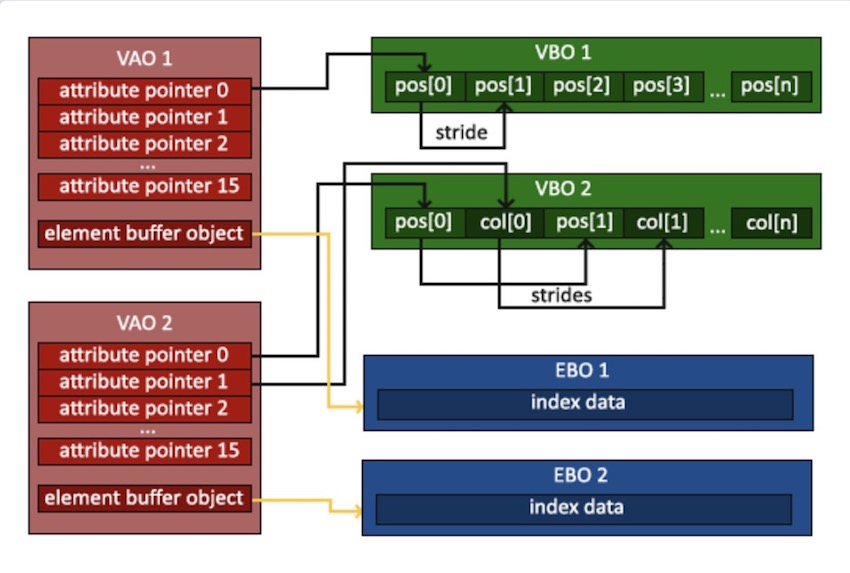 VAO 1
attribute pointer 0
attribute pointer 1
attribute pointer 2
...
attribute pointer 15
element buffer object
VBO 1
pos[0] pos[1] pos[2] pos[3] ... pos[n]
stride
VBO 2
pos[0] col[0] pos[1] col[1] ... col[n]
strides
VAO 2
attribute pointer 0
attribute pointer 1
attribute pointer 2
...
attribute pointer 15
element buffer object
EBO 1
index data
EBO 2
index data